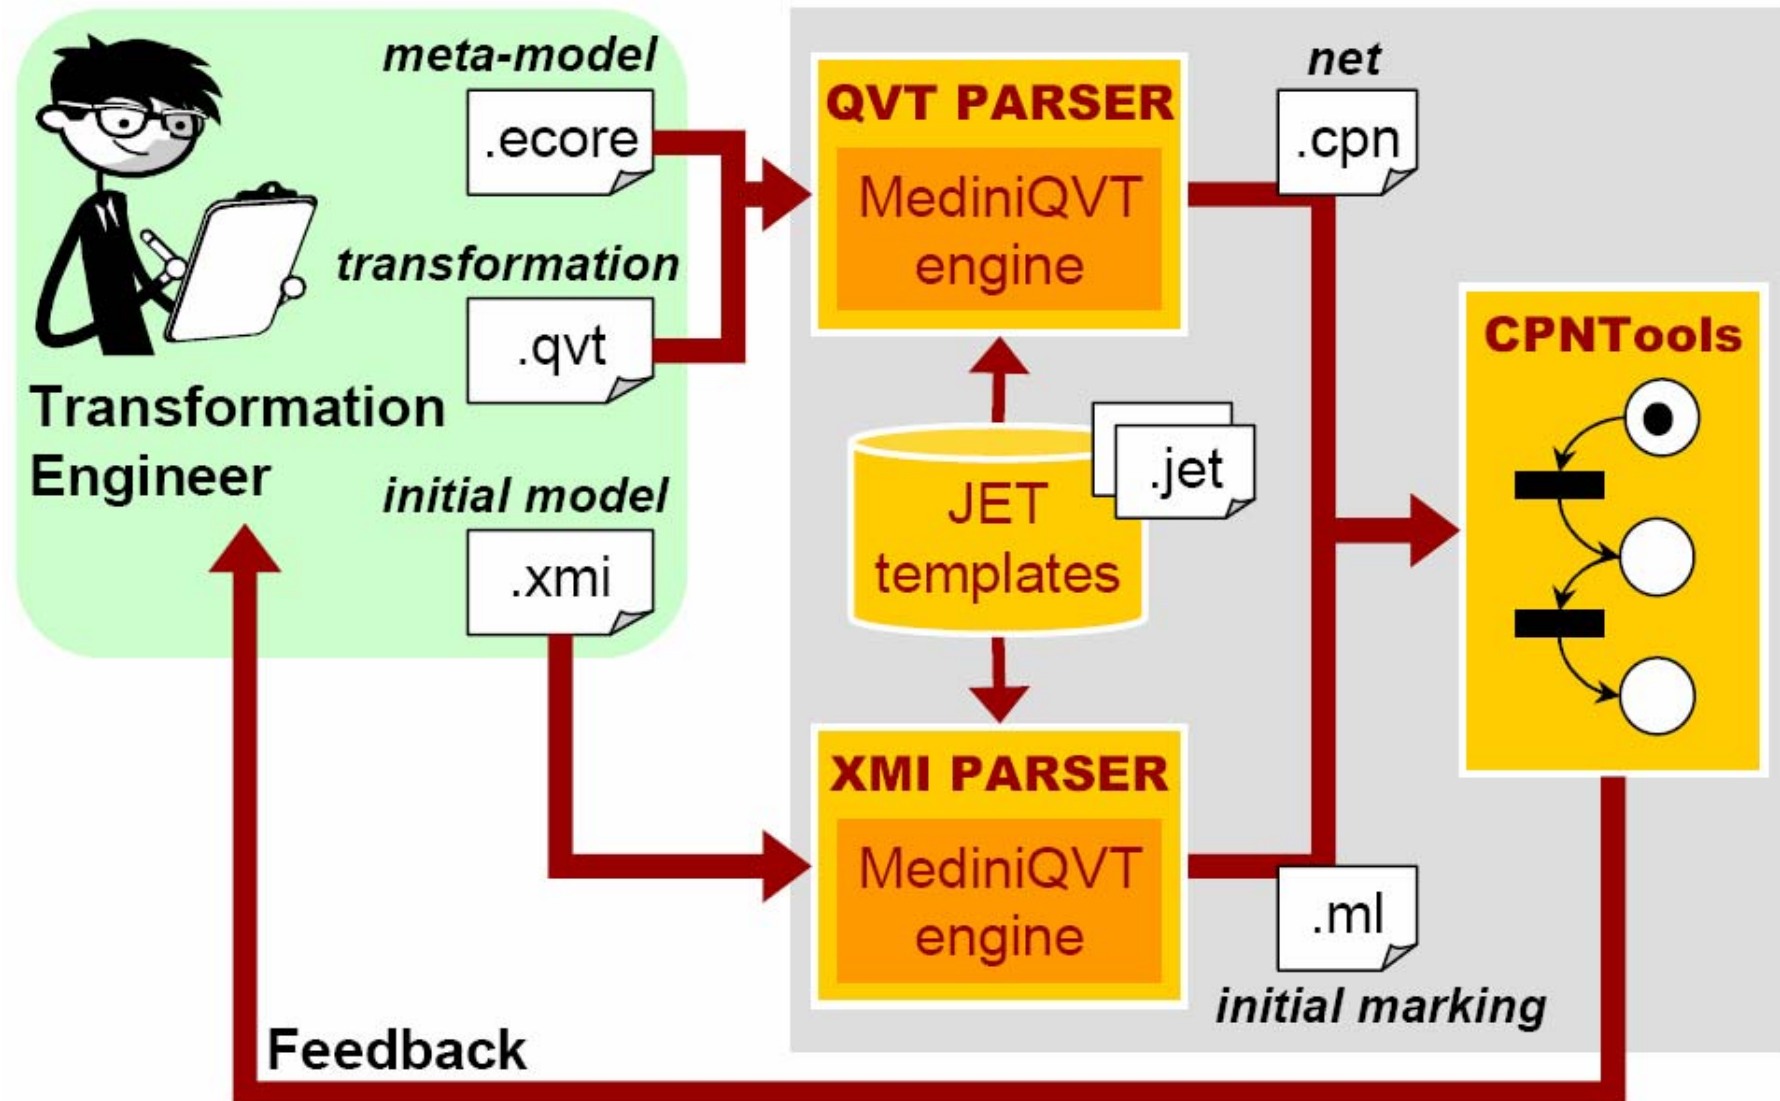 meta-model
.ecore
transformation
.qvt
Transformation
Engineer
initial model
.xmi
QVT PARSER
MediniQVT
engine
net
.cpn
.jet
JET
templates
CPNTools
XMI PARSER
MediniQVT
engine
.ml
initial marking
Feedback